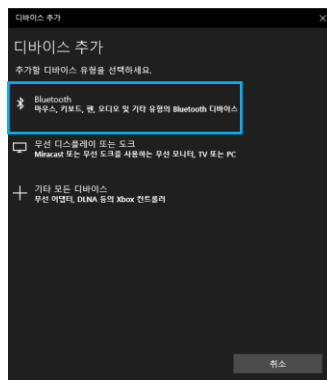 디바이스 추가
디바이스 추가
추가할 디바이스 유형을 선택하세요.
Bluetooth
마우스, 키보드, 펜, 오디오 및 기타 유형의 Bluetooth 디바이스
무선 디스플레이 또는 도크
Miracast 또는 무선 도크를 사용하는 무선 모니터, TV 또는 PC
기타 모든 디바이스
무선 어댑터, DLNA 등의 Xbox 컨트롤러
취소